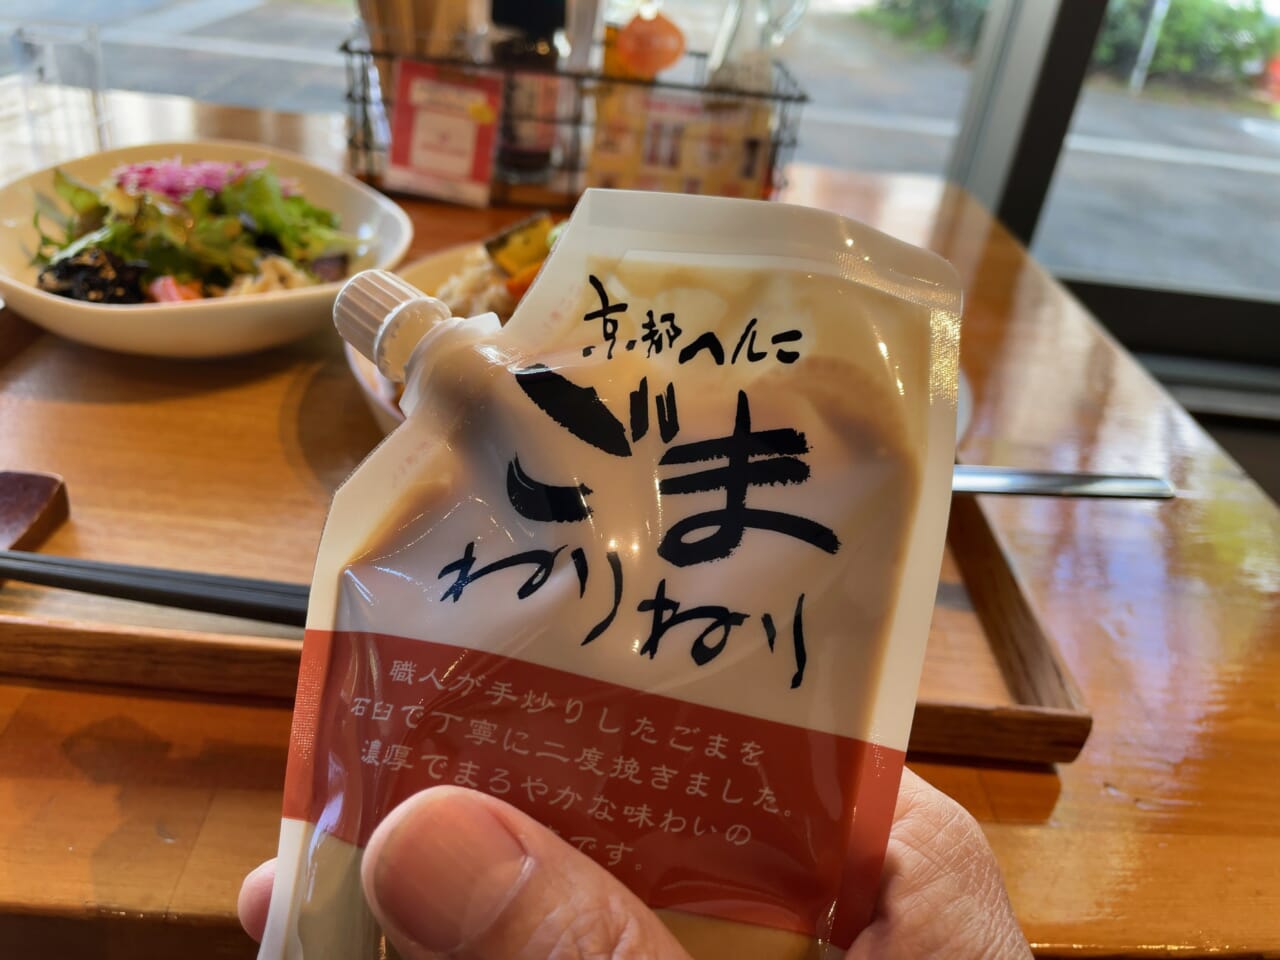 京都へんこ
ごま
ねりねり
職人が手炒りしたごまを
石臼で丁寧に二度挽きました。
濃厚でまろやかな味わいの
です。